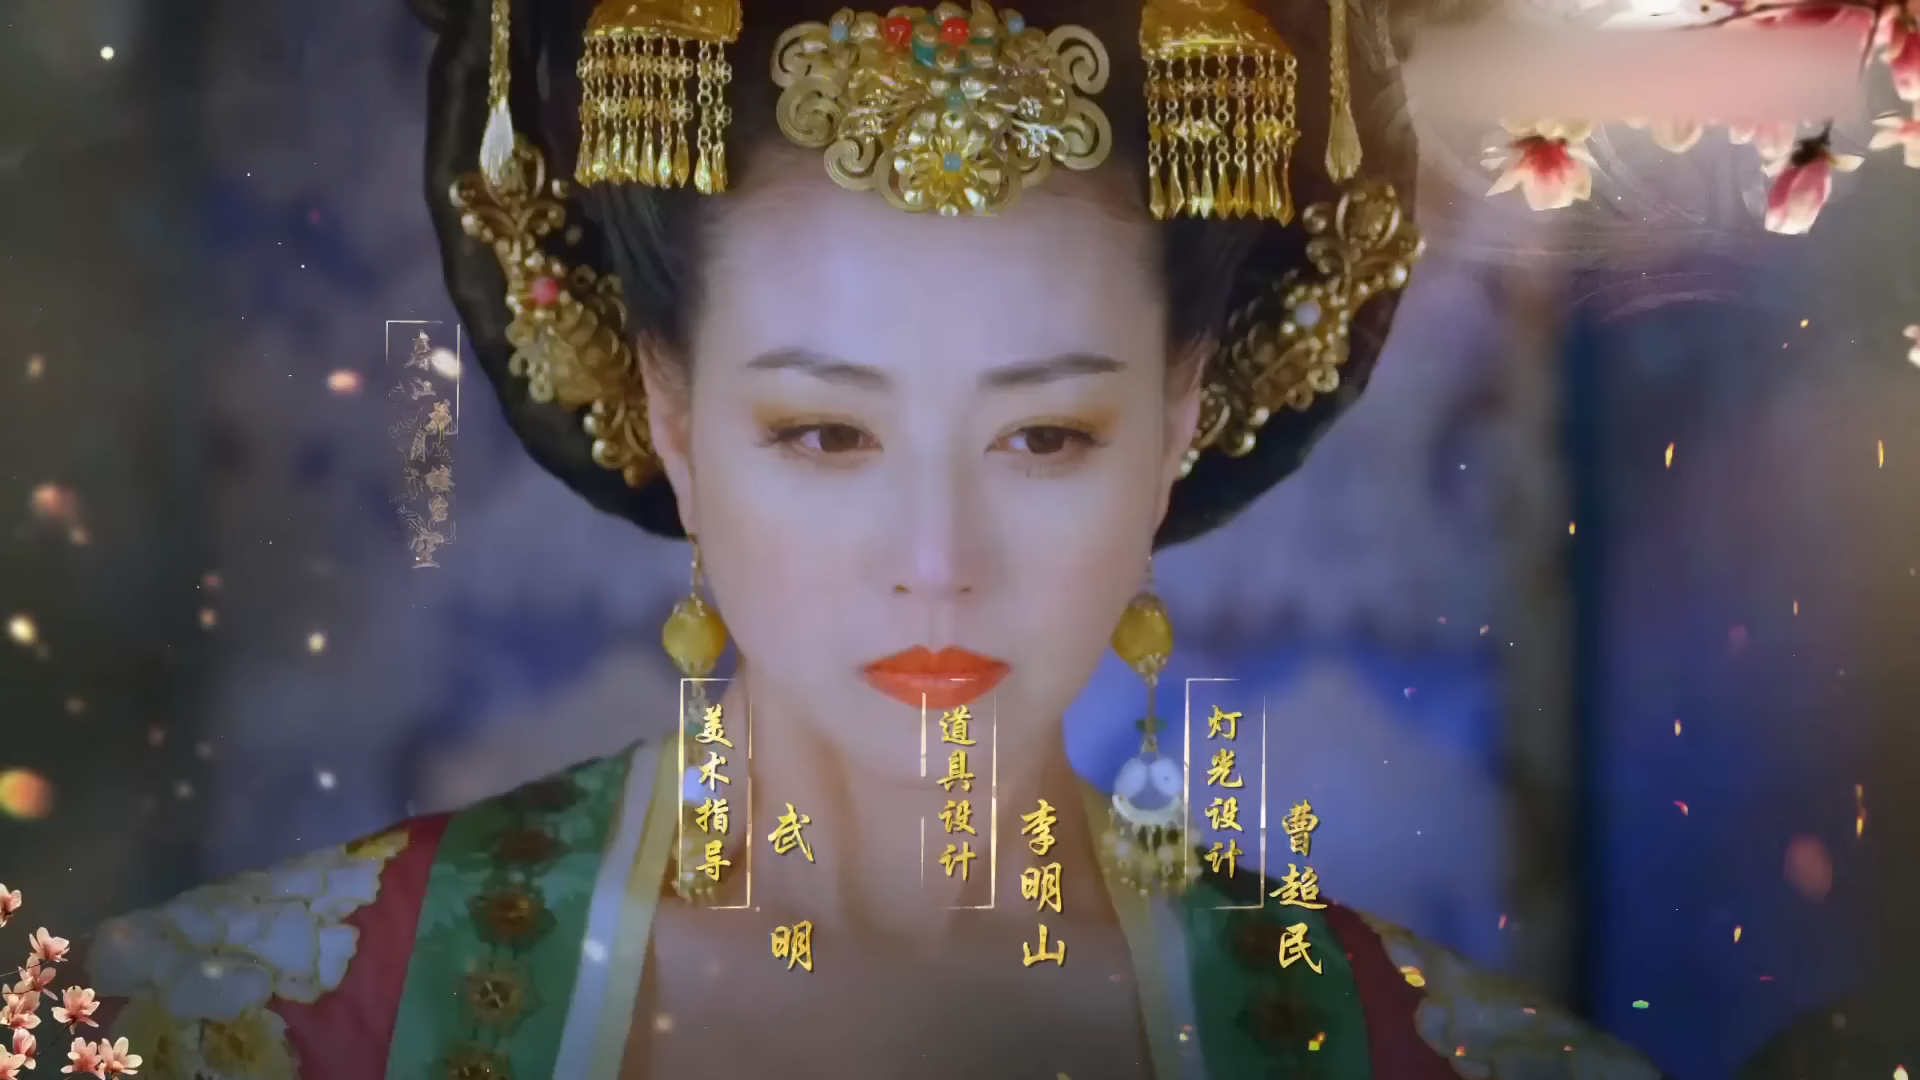 美术指导
武明
道具设计
李明山
灯光设计
曹超民